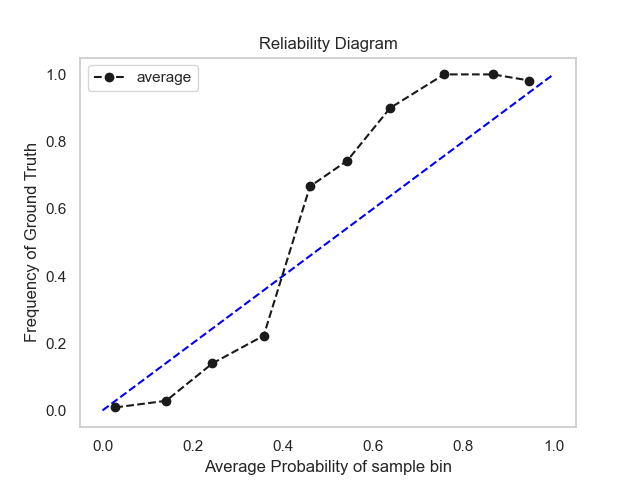 Reliability Diagram
average
1.0
0.8
0.6
0.4
0.2
0.0
Frequency of Ground Truth
0.0 0.2 0.4 0.6 0.8 1.0
Average Probability of sample bin